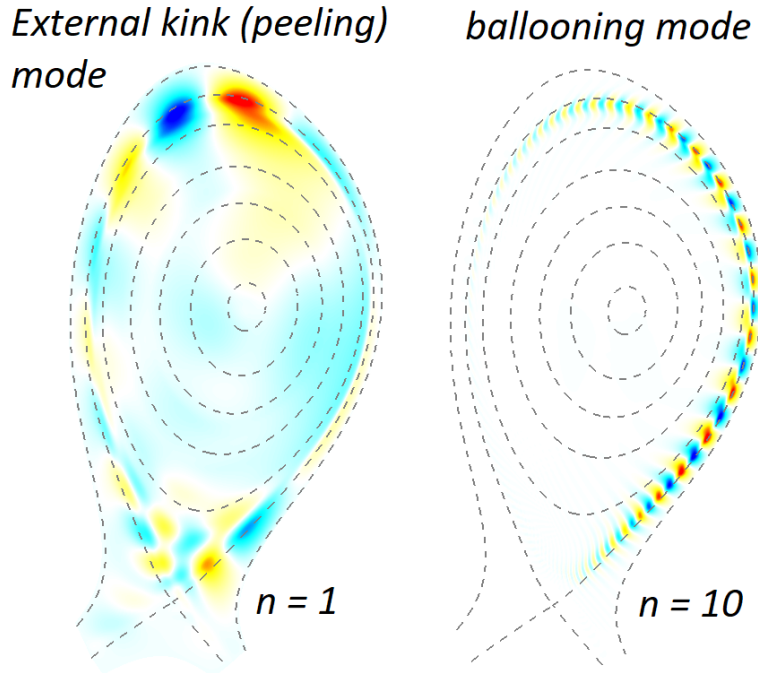 External kink (peeling)
mode
ballooning mode
n = 1
n = 10